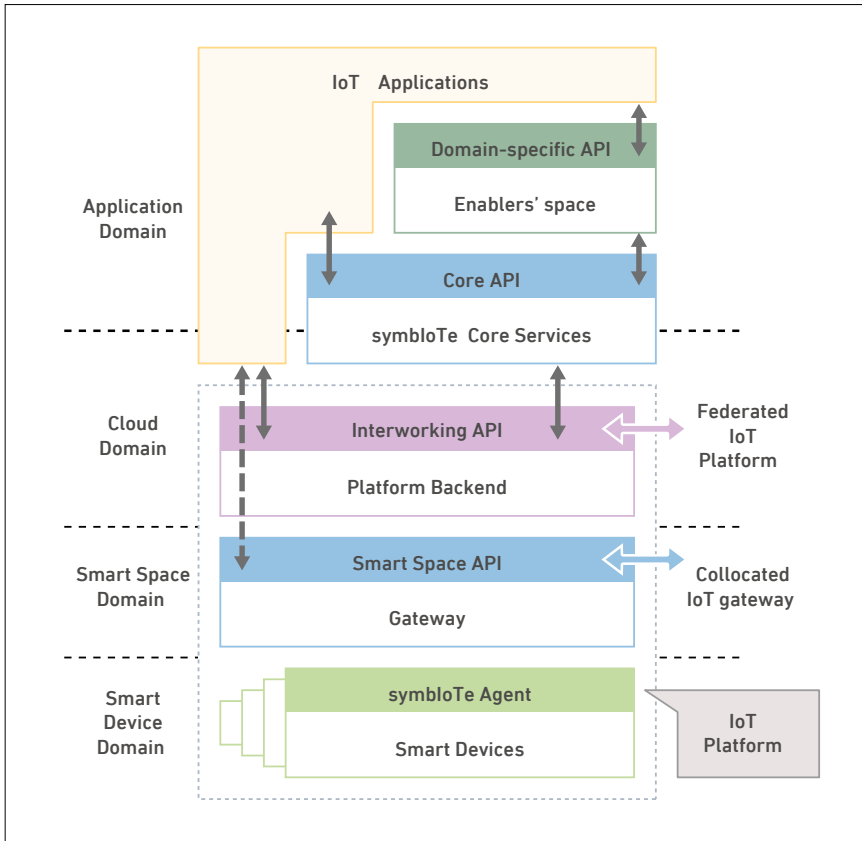 IoT Applications
Domain-specific API
Enablers' space
Application
Domain
Core API
symbIoTe Core Services
Cloud
Domain
Interworking API
Platform Backend
Federated
IoT
Platform
Smart Space
Domain
Smart Space API
Gateway
Collocated
IoT gateway
Smart
Device
Domain
symbIoTe Agent
Smart Devices
IoT
Platform